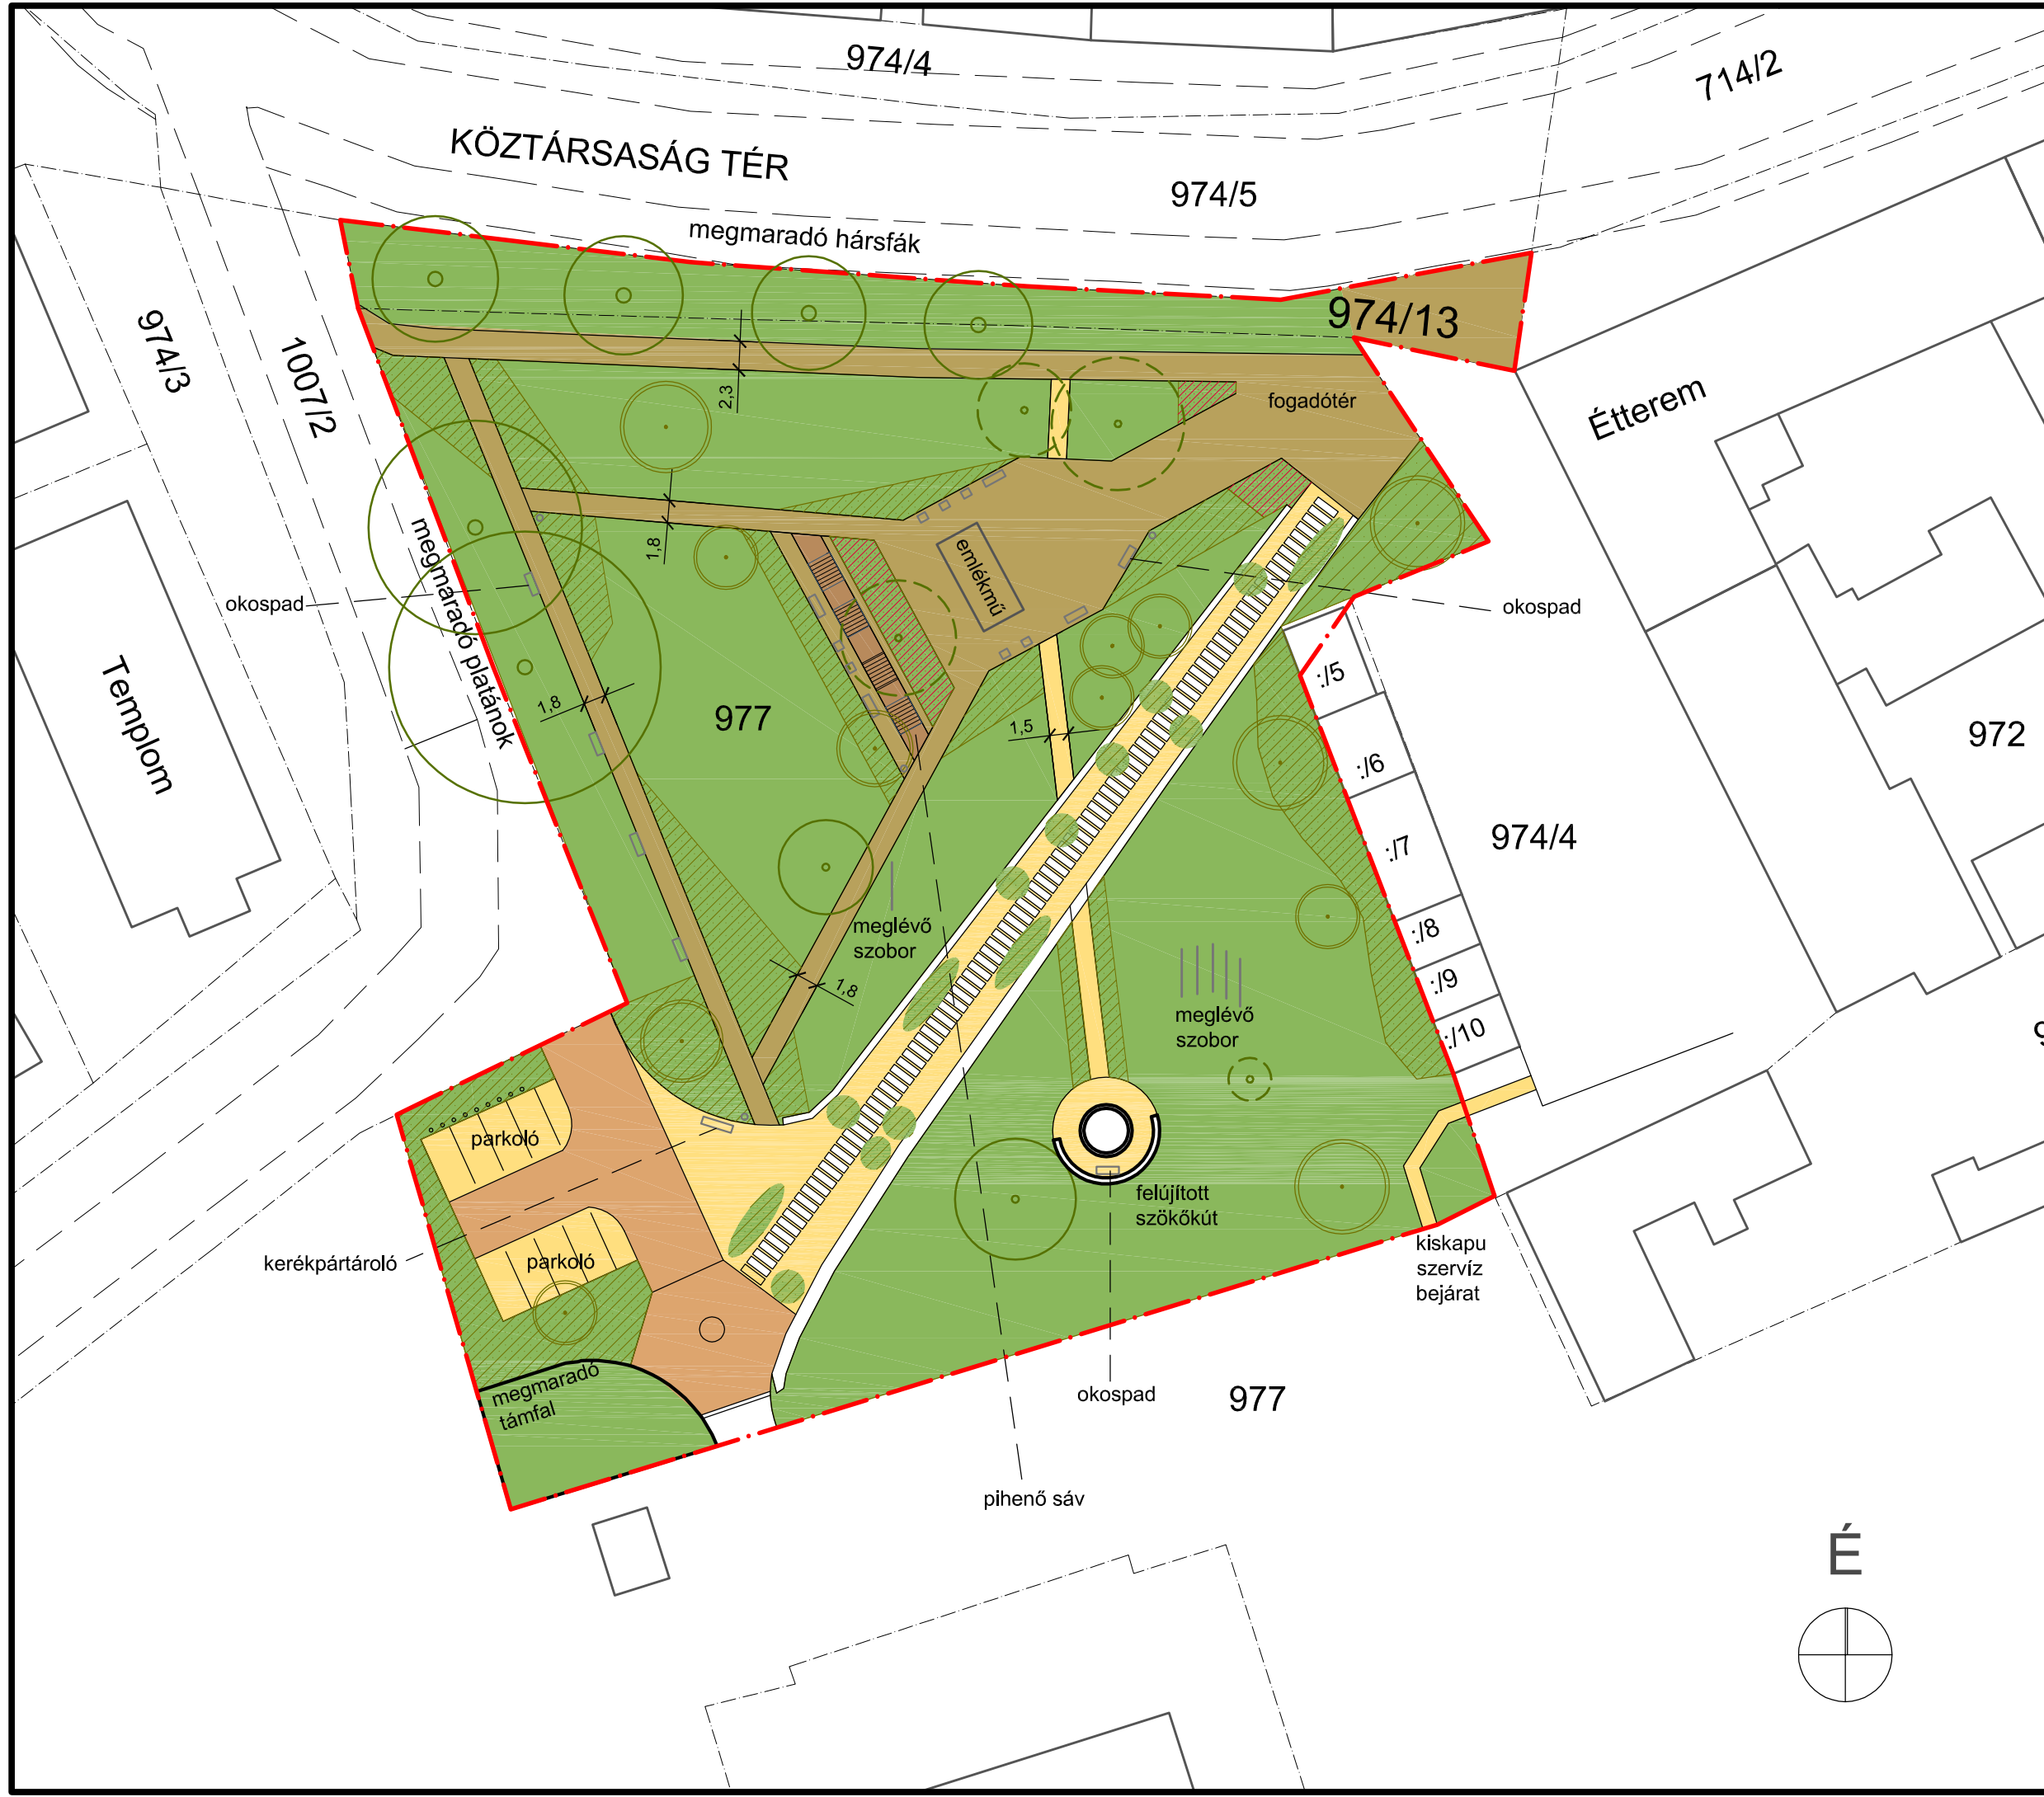 974/4
714/2
KÖZTÁRSASÁG TÉR
974/5
megmaradó hársfák
974/13
974/3
1007/2
2,3
fogadótér
Étterem
1,8
megmaradó platánok
emlékmű
okospad
okospad
Templom
:/5
1,8
977
1,5
972
:/6
974/4
:/7
meglévő
szobor
:/8
:/9
1,8
meglévő
szobor
:/10
parkoló
felújított
szökőkút
parkoló
kerékpártároló
kiskapu
szervíz
bejárat
megmaradó
támfal
okospad
977
pihenő sáv
É